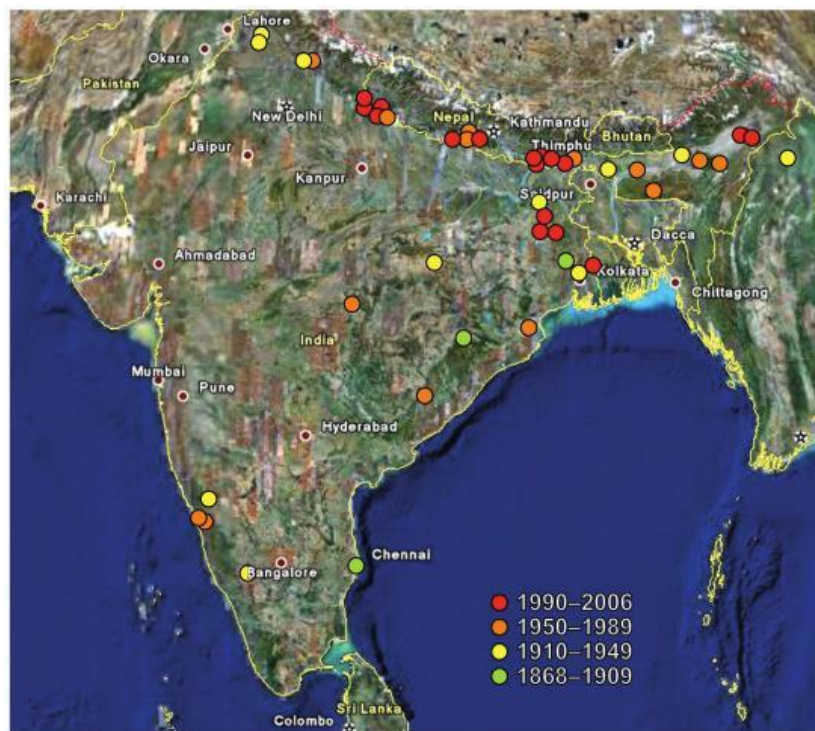 Lahore
Okara
Pakistan
New Delhi
Nepal
Kathmandu
Bhutan
Thimphu
Jaipur
Kanpur
Saidpur
Karachi
Dacca
Ahmadabad
Kolkata
Chittagong
India
Mumbai
Pune
Hyderabad
Chennai
Bangalore
1990–2006
1950–1989
1910–1949
1868–1909
Sri Lanka
Colombo